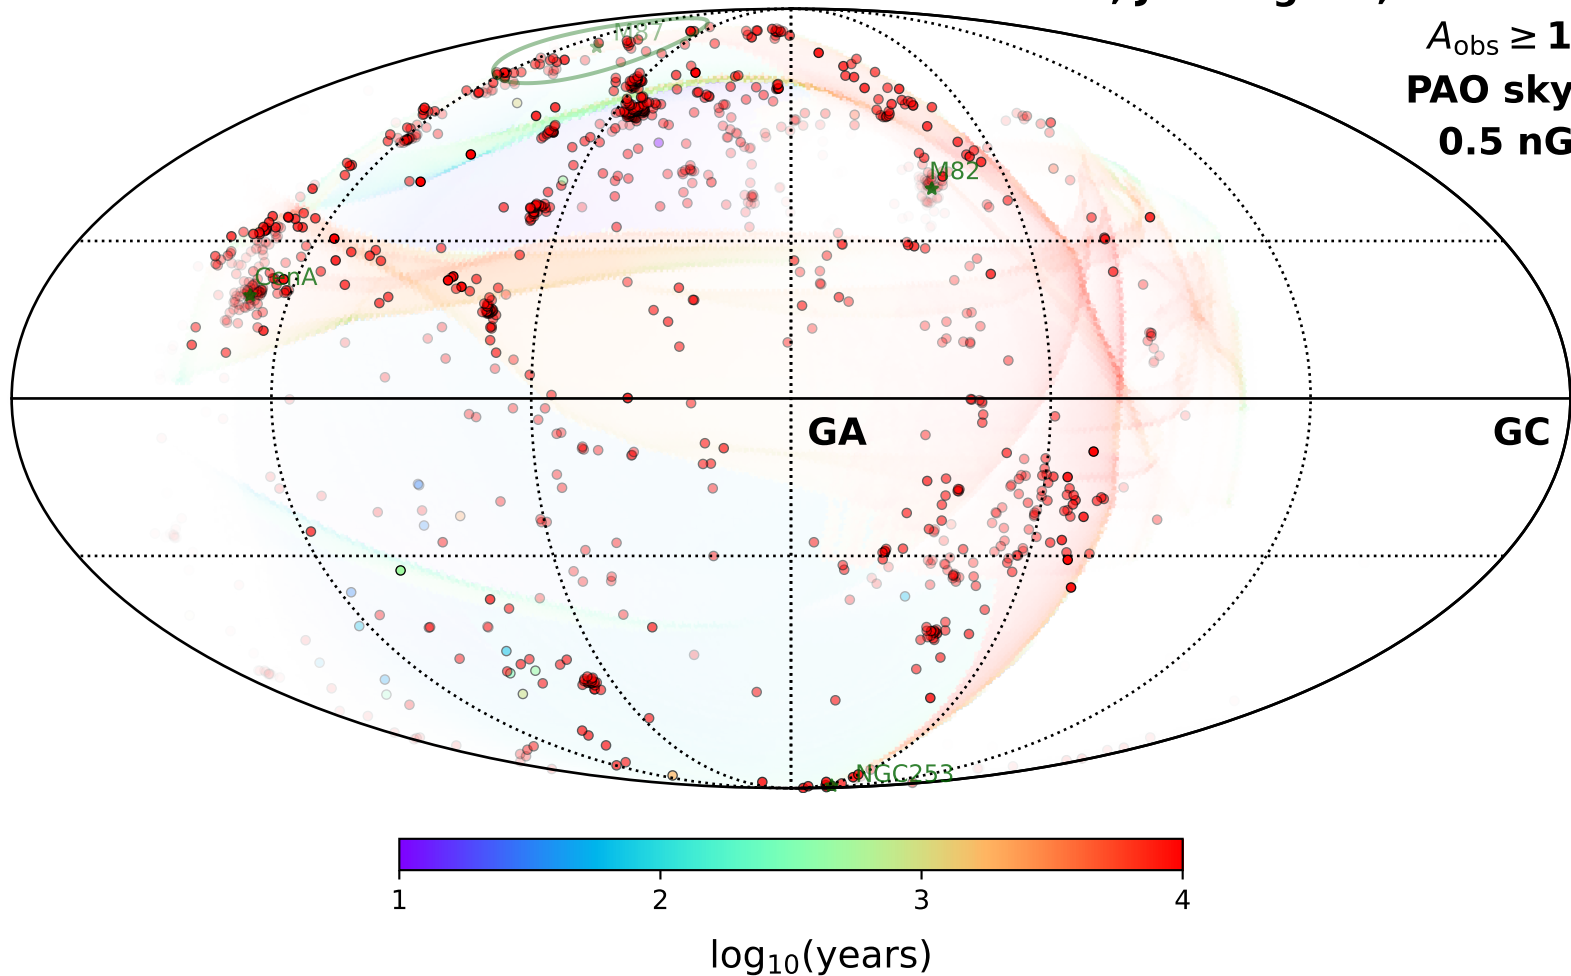 A_obs ≥ 1
PAO sky
0.5 nG
M87
M82
CenA
GA
GC
NGC253
1 2 3 4
log₁₀(years)